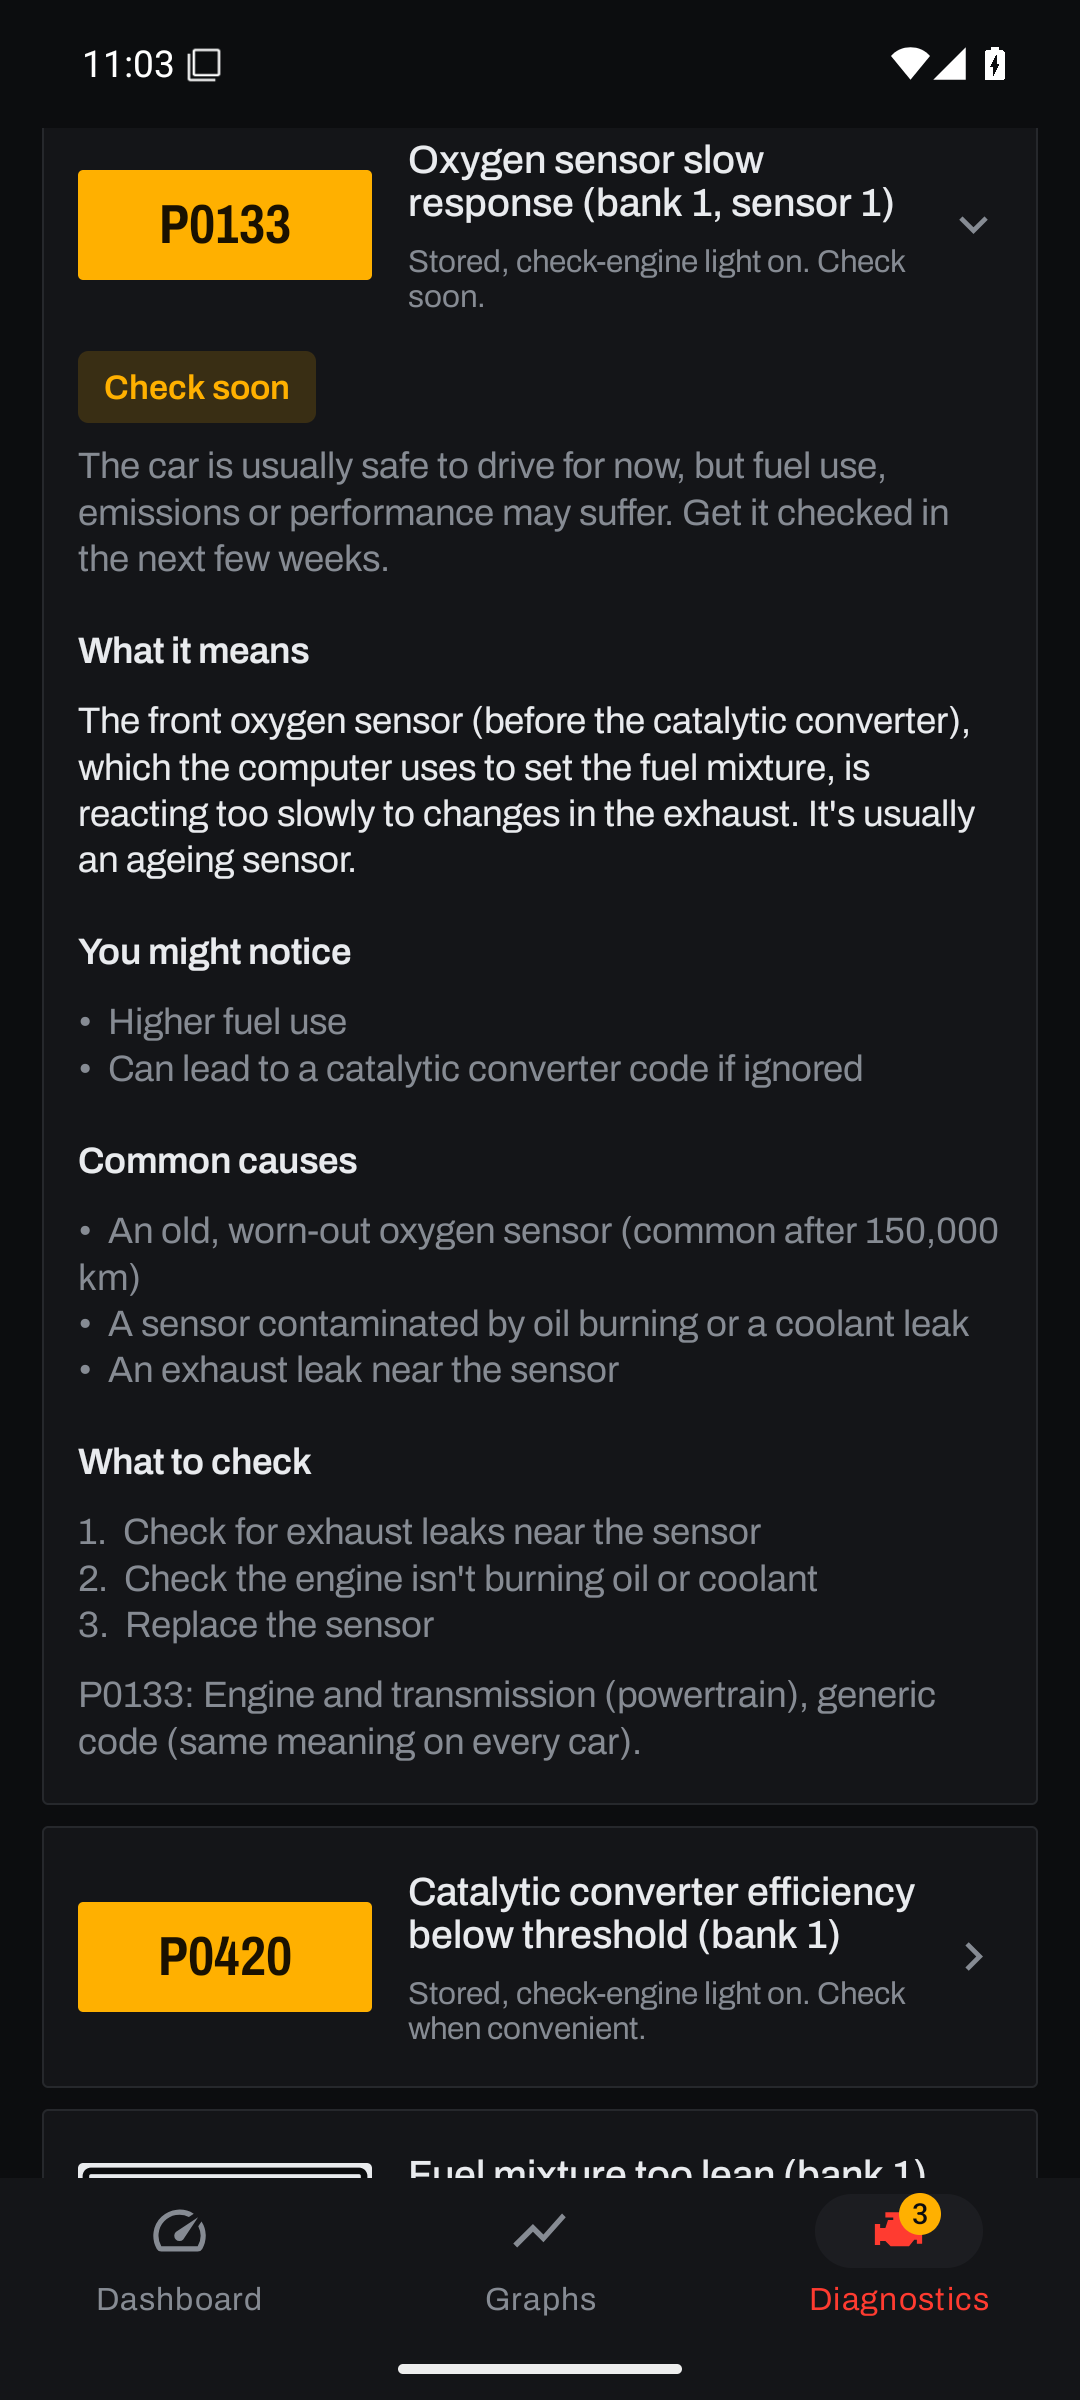 11:03
P0133
Oxygen sensor slow
response (bank 1, sensor 1)
Stored, check-engine light on. Check
soon.
Check soon
The car is usually safe to drive for now, but fuel use,
emissions or performance may suffer. Get it checked in
the next few weeks.
What it means
The front oxygen sensor (before the catalytic converter),
which the computer uses to set the fuel mixture, is
reacting too slowly to changes in the exhaust. It's usually
an ageing sensor.
You might notice
• Higher fuel use
• Can lead to a catalytic converter code if ignored
Common causes
• An old, worn-out oxygen sensor (common after 150,000
km)
• A sensor contaminated by oil burning or a coolant leak
• An exhaust leak near the sensor
What to check
1. Check for exhaust leaks near the sensor
2. Check the engine isn't burning oil or coolant
3. Replace the sensor
P0133: Engine and transmission (powertrain), generic
code (same meaning on every car).
P0420
Catalytic converter efficiency
below threshold (bank 1)
Stored, check-engine light on. Check
when convenient.
Fuel mixture too lean (bank 1)
3
Dashboard
Graphs
Diagnostics